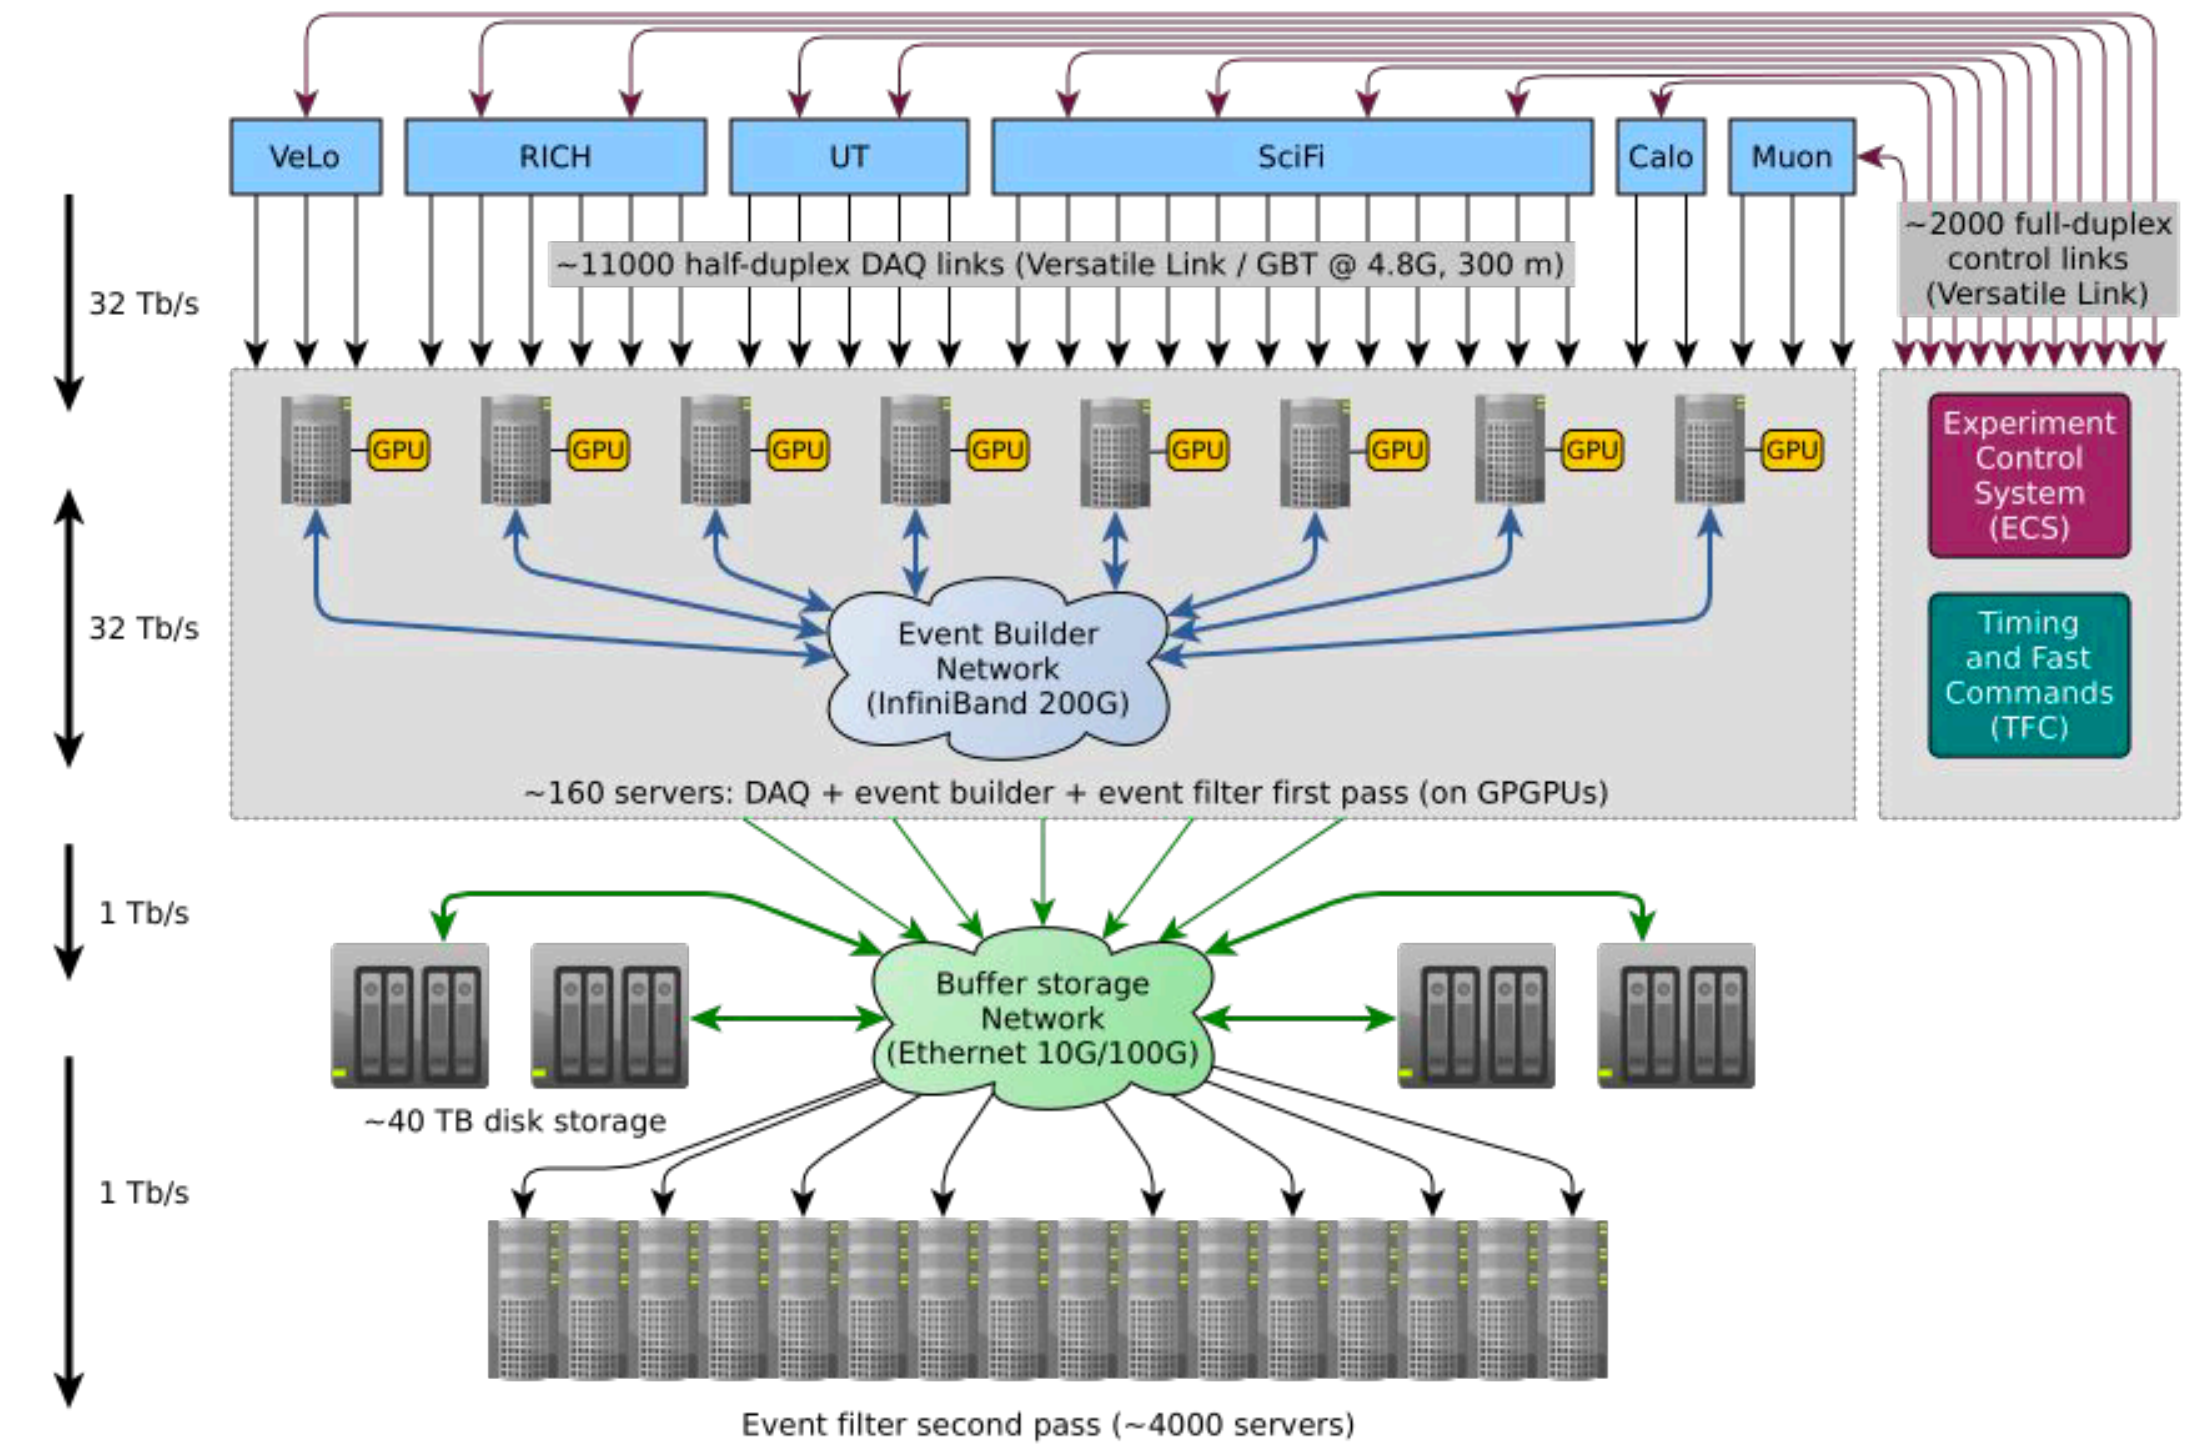 VeLo
RICH
UT
SciFi
Calo
Muon
~11000 half-duplex DAQ links (Versatile Link / GBT @ 4.8G, 300 m)
~2000 full-duplex
control links
(Versatile Link)
32 Tb/s
GPU
GPU
GPU
GPU
GPU
GPU
GPU
GPU
Experiment
Control
System
(ECS)
32 Tb/s
Event Builder
Network
(InfiniBand 200G)
Timing
and Fast
Commands
(TFC)
~160 servers: DAQ + event builder + event filter first pass (on GPGPUs)
1 Tb/s
Buffer storage
Network
(Ethernet 10G/100G)
~40 TB disk storage
1 Tb/s
Event filter second pass (~4000 servers)